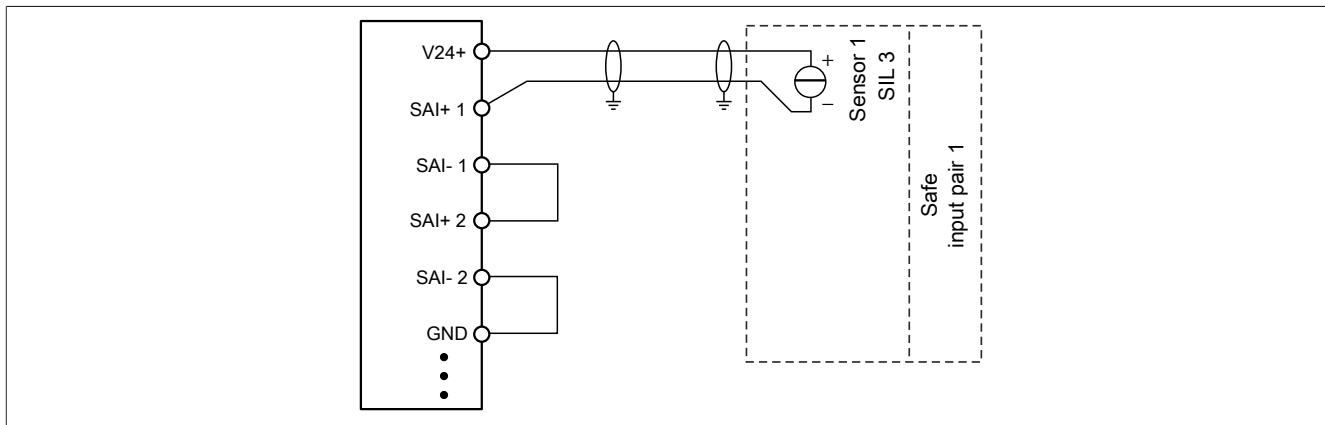 V24+
SAI+ 1
SAI- 1
SAI+ 2
SAI- 2
GND
+
−
Sensor 1
SIL 3
Safe
input pair 1